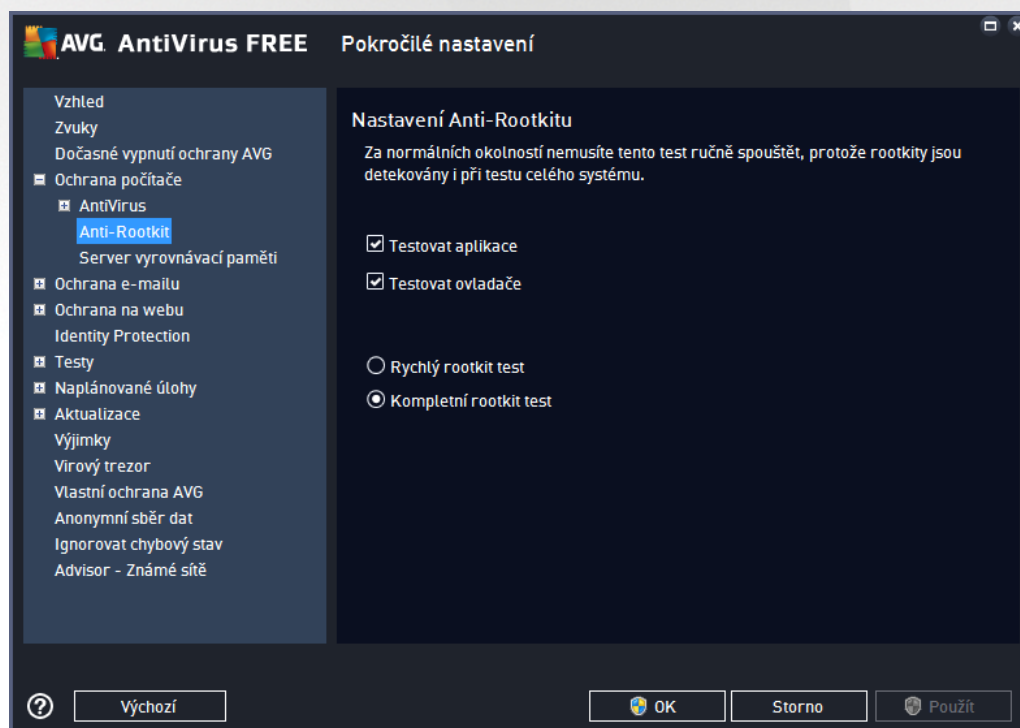 AVG. AntiVirus FREE
Pokročilé nastavení
Vzhled
Zvuky
Dočasné vypnutí ochrany AVG
Ochrana počítače
AntiVirus
Anti-Rootkit
Server vyrovnávací paměti
Ochrana e-mailu
Ochrana na webu
Identity Protection
Testy
Naplánované úlohy
Aktualizace
Výjimky
Virový trezor
Vlastní ochrana AVG
Anonymní sběr dat
Ignorovat chybový stav
Advisor - Známé sítě
Nastavení Anti-Rootkitu
Za normálních okolností nemusíte tento test ručně spouštět, protože rootkity jsou
detekovány i při testu celého systému.
Testovat aplikace
Testovat ovladače
Rychlý rootkit test
Kompletní rootkit test
Výchozí
OK
Storno
Použít